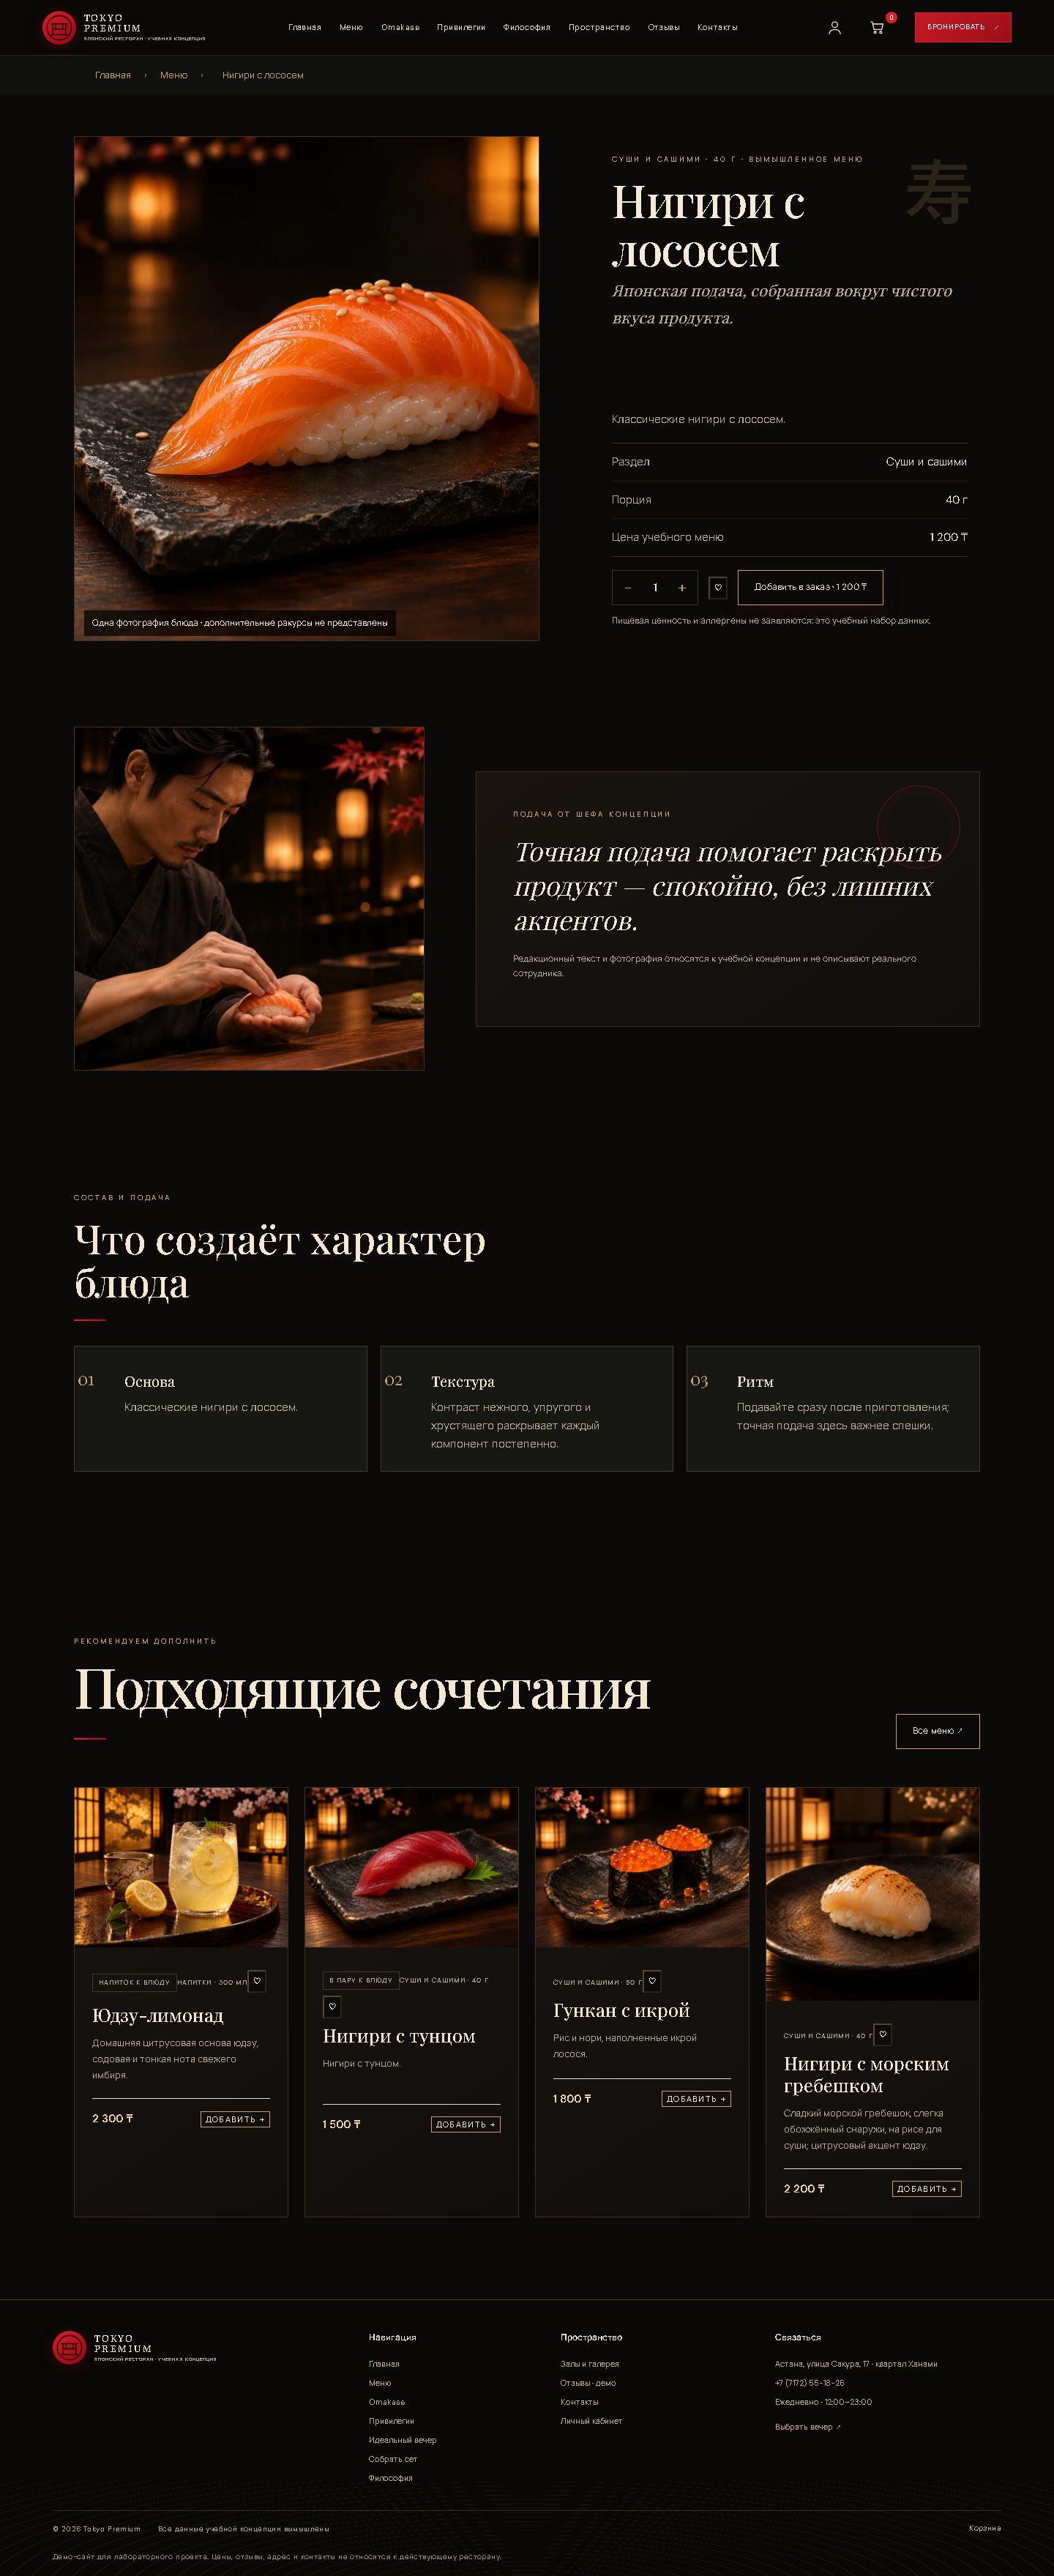 TOKYO
PREMIUM
ЯПОНСКИЙ РЕСТОРАН · УЧЕБНАЯ КОНЦЕПЦИЯ
Главная Меню Omakase Привилегии Философия Пространство Отзывы Контакты
0
БРОНИРОВАТЬ ↗
Главная › Меню › Нигири с лососем
СУШИ И САШИМИ · 40 Г · ВЫМЫШЛЕННОЕ МЕНЮ
寿
Нигири с
лососем
Японская подача, собранная вокруг чистого
вкуса продукта.
Классические нигири с лососем.
Раздел Суши и сашими
Порция 40 г
Цена учебного меню 1 200 ₸
− 1 + ♡ Добавить в заказ · 1 200 ₸
Пищевая ценность и аллергены не заявляются: это учебный набор данных.
Одна фотография блюда · дополнительные ракурсы не представлены
ПОДАЧА ОТ ШЕФА КОНЦЕПЦИИ
Точная подача помогает раскрыть
продукт — спокойно, без лишних
акцентов.
Редакционный текст и фотография относятся к учебной концепции и не описывают реального
сотрудника.
СОСТАВ И ПОДАЧА
Что создаёт характер
блюда
01 Основа
Классические нигири с лососем.
02 Текстура
Контраст нежного, упругого и
хрустящего раскрывает каждый
компонент постепенно.
03 Ритм
Подавайте сразу после приготовления;
точная подача здесь важнее спешки.
РЕКОМЕНДУЕМ ДОПОЛНИТЬ
Подходящие сочетания
Все меню ↗
НАПИТОК К БЛЮДУ НАПИТКИ · 300 МЛ ♡
Юдзу-лимонад
Домашняя цитрусовая основа юдзу,
содовая и тонкая нота свежего
имбиря.
2 300 ₸ ДОБАВИТЬ +
В ПАРУ К БЛЮДУ СУШИ И САШИМИ · 40 Г
♡
Нигири с тунцом
Нигири с тунцом.
1 500 ₸ ДОБАВИТЬ +
СУШИ И САШИМИ · 50 Г ♡
Гункан с икрой
Рис и нори, наполненные икрой
лосося.
1 800 ₸ ДОБАВИТЬ +
СУШИ И САШИМИ · 40 Г ♡
Нигири с морским
гребешком
Сладкий морской гребешок, слегка
обожжённый снаружи, на рисе для
суши; цитрусовый акцент юдзу.
2 200 ₸ ДОБАВИТЬ +
TOKYO
PREMIUM
ЯПОНСКИЙ РЕСТОРАН · УЧЕБНАЯ КОНЦЕПЦИЯ
Навигация
Главная
Меню
Omakase
Привилегии
Идеальный вечер
Собрать сет
Философия
Пространство
Залы и галерея
Отзывы · демо
Контакты
Личный кабинет
Связаться
Астана, улица Сакура, 17 · квартал Ханами
+7 (7172) 55-18-26
Ежедневно · 12:00–23:00
Выбрать вечер ↗
© 2026 Tokyo Premium Все данные учебной концепции вымышлены Корзина
Демо-сайт для лабораторного проекта. Цены, отзывы, адрес и контакты не относятся к действующему ресторану.